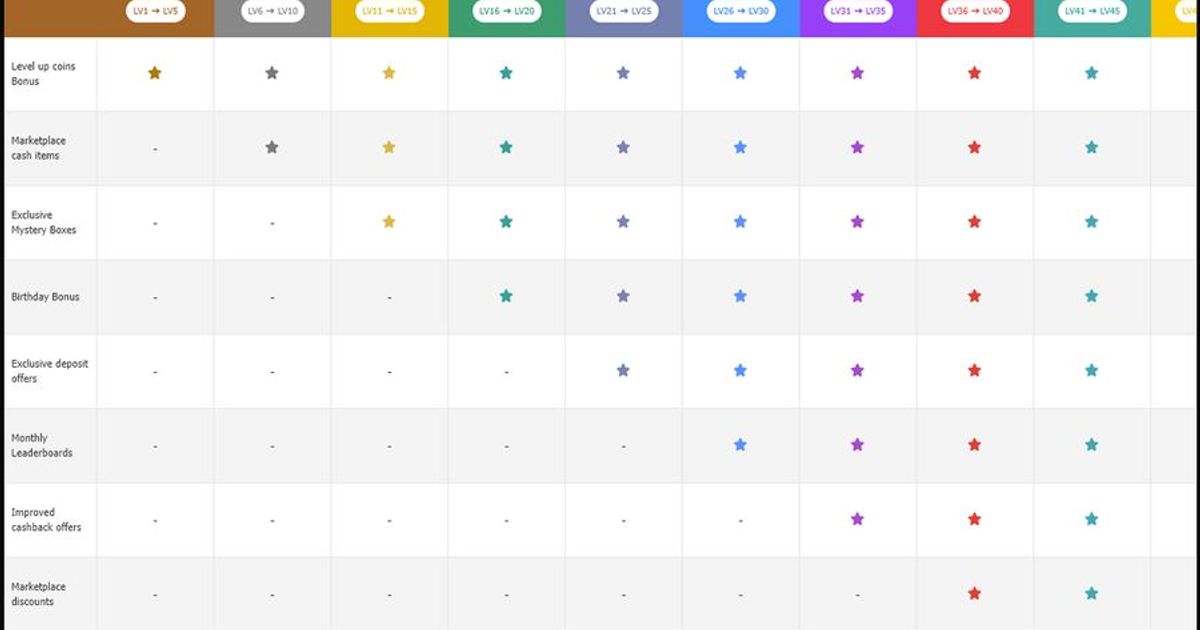 LV1 → LV5 LV6 → LV10 LV11 → LV15 LV16 → LV20 LV21 → LV25 LV26 → LV30 LV31 → LV35 LV36 → LV40 LV41 → LV45
Level up coins
Bonus
Marketplace
cash items
- 
Exclusive
Mystery Boxes
- -
Birthday Bonus - - -
Exclusive deposit
offers
- - - -
Monthly
Leaderboards
- - - - -
Improved
cashback offers
- - - - - -
Marketplace
discounts
- - - - - - -